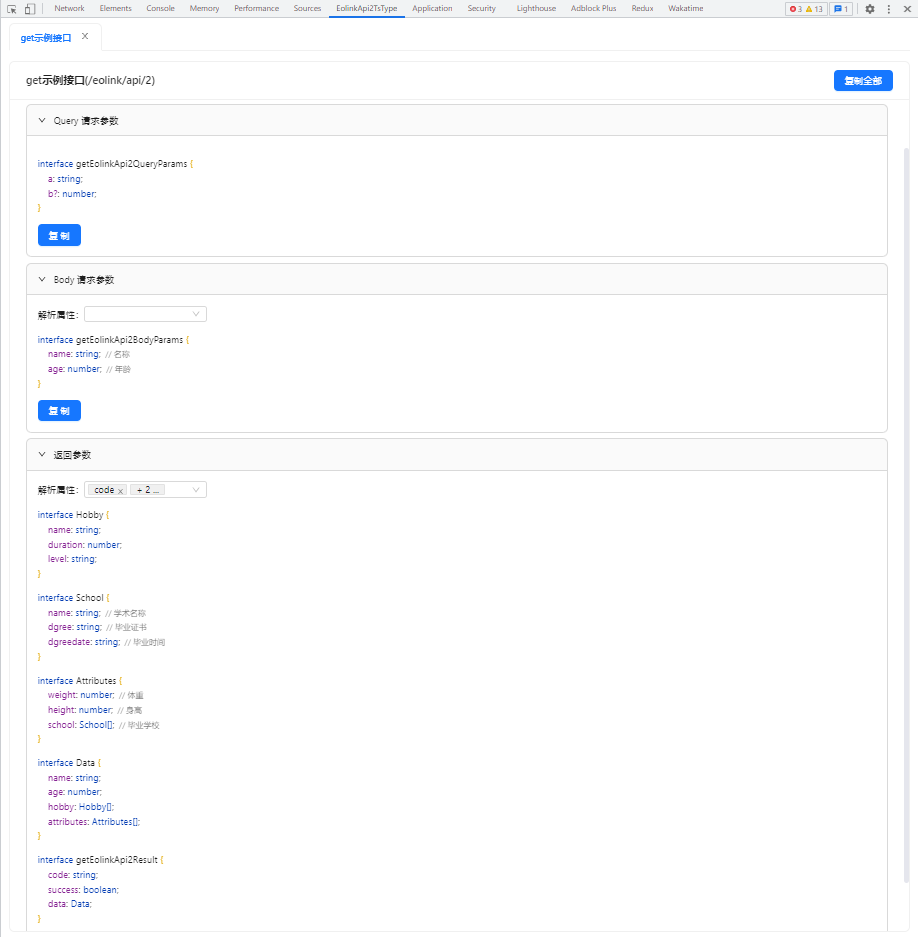 Network Elements Console Memory Performance Sources EolinkApi2TsType Application Security Lighthouse Adblock Plus Redux Wakatime 3 13 1
get示例接口 X
get示例接口(/eolink/api/2) 复制全部
Query 请求参数
interface getEolinkApi2QueryParams {
a: string;
b?: number;
}
复 制
Body 请求参数
解析属性：
interface getEolinkApi2BodyParams {
name: string; // 名称
age: number; // 年龄
}
复 制
返回参数
解析属性： code x + 2 ...
interface Hobby {
name: string;
duration: number;
level: string;
}
interface School {
name: string; // 学术名称
dgree: string; // 毕业证书
dgreedate: string; // 毕业时间
}
interface Attributes {
weight: number; // 体重
height: number; // 身高
school: School[]; // 毕业学校
}
interface Data {
name: string;
age: number;
hobby: Hobby[];
attributes: Attributes[];
}
interface getEolinkApi2Result {
code: string;
success: boolean;
data: Data;
}